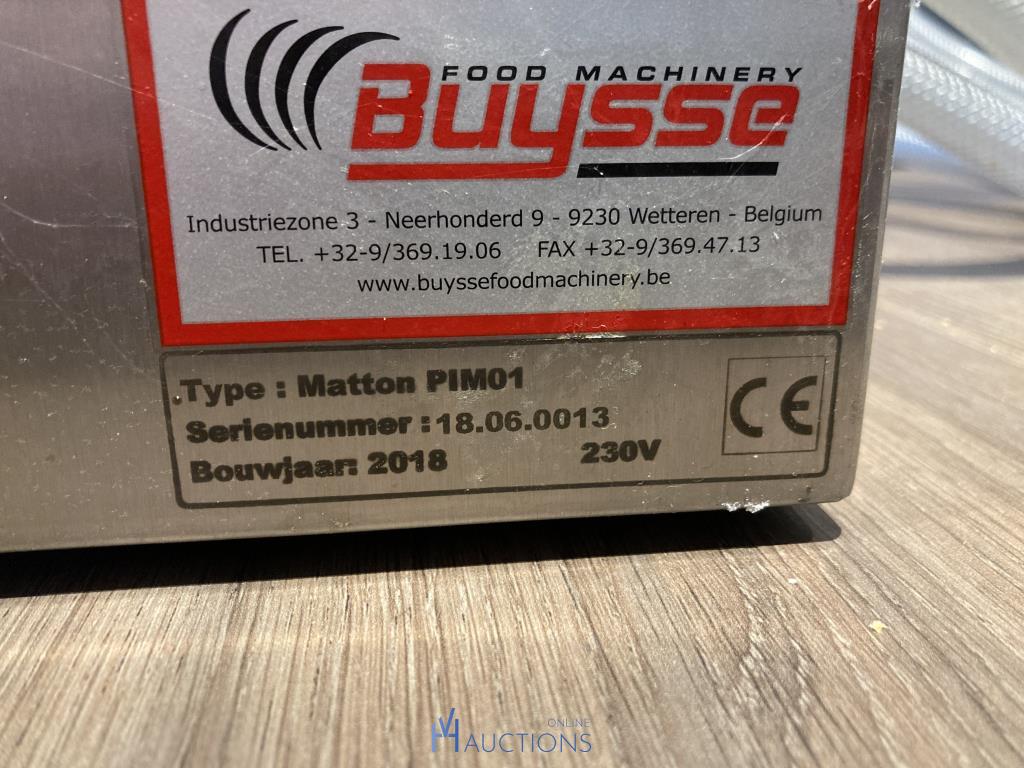 FOOD MACHINERY
Buysse
Industriezone 3 - Neerhonderd 9 - 9230 Wetteren - Belgium
TEL. +32-9/369.19.06 FAX +32-9/369.47.13
www.buyssefoodmachinery.be
Type : Matton PIM01
Serienummer : 18.06.0013
Bouwjaar: 2018 230V
CE
VH ONLINE
AUCTIONS